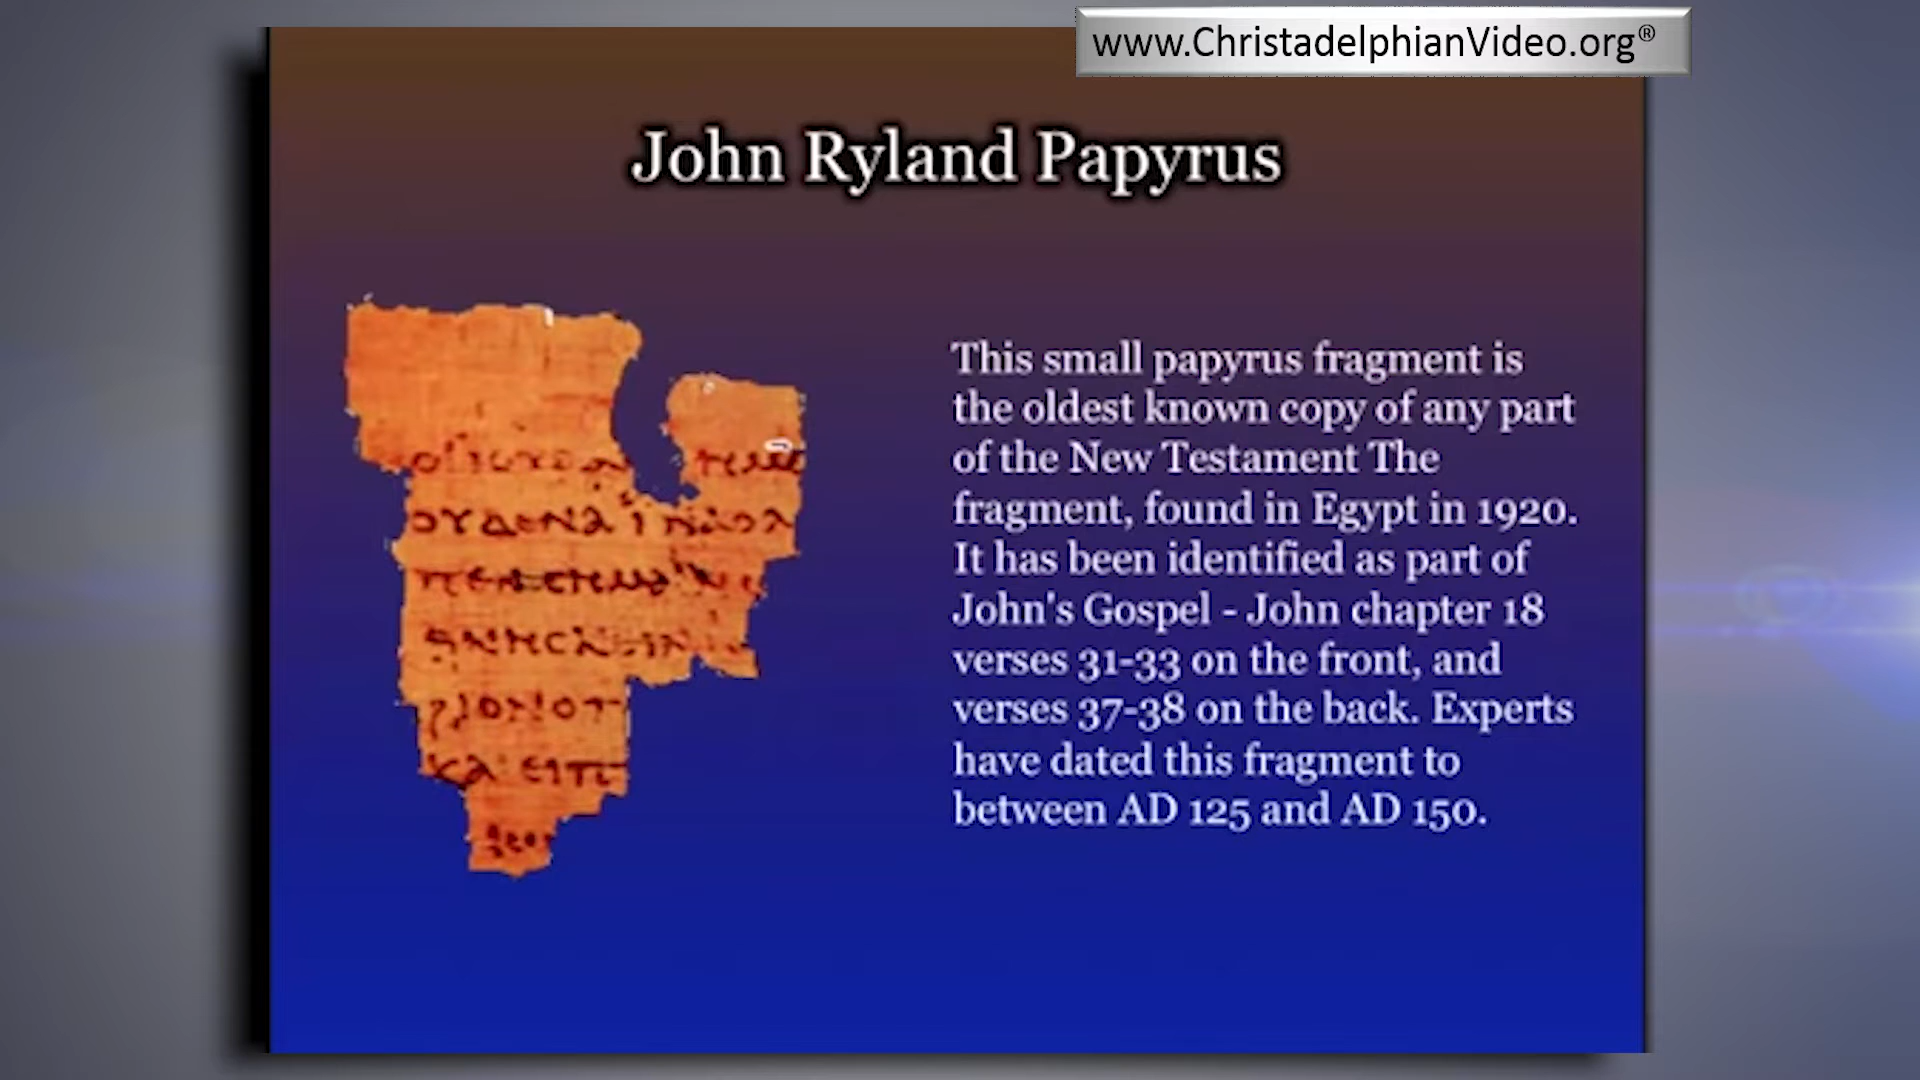 www.ChristadelphianVideo.org®
John Ryland Papyrus
This small papyrus fragment is
the oldest known copy of any part
of the New Testament The
fragment, found in Egypt in 1920.
It has been identified as part of
John's Gospel - John chapter 18
verses 31-33 on the front, and
verses 37-38 on the back. Experts
have dated this fragment to
between AD 125 and AD 150.